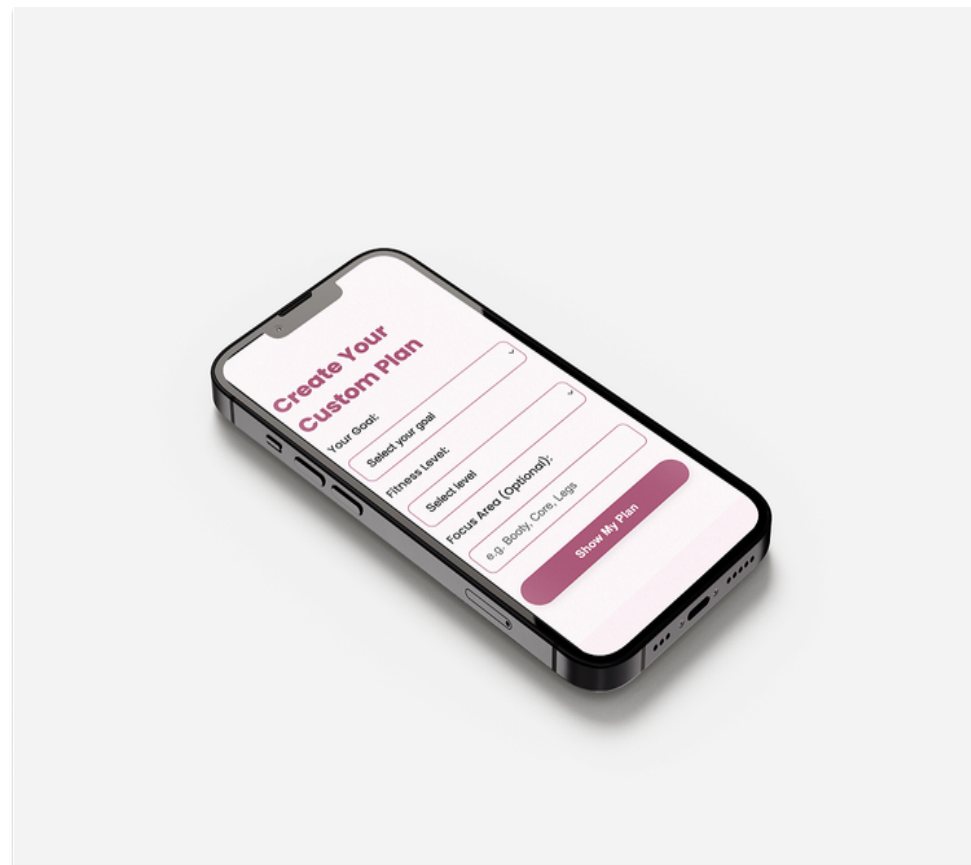 Create Your
Custom Plan
Your Goal:
Select your goal
Fitness Level:
Select level
Focus Area (Optional):
e.g. Booty, Core, Legs
Show My Plan